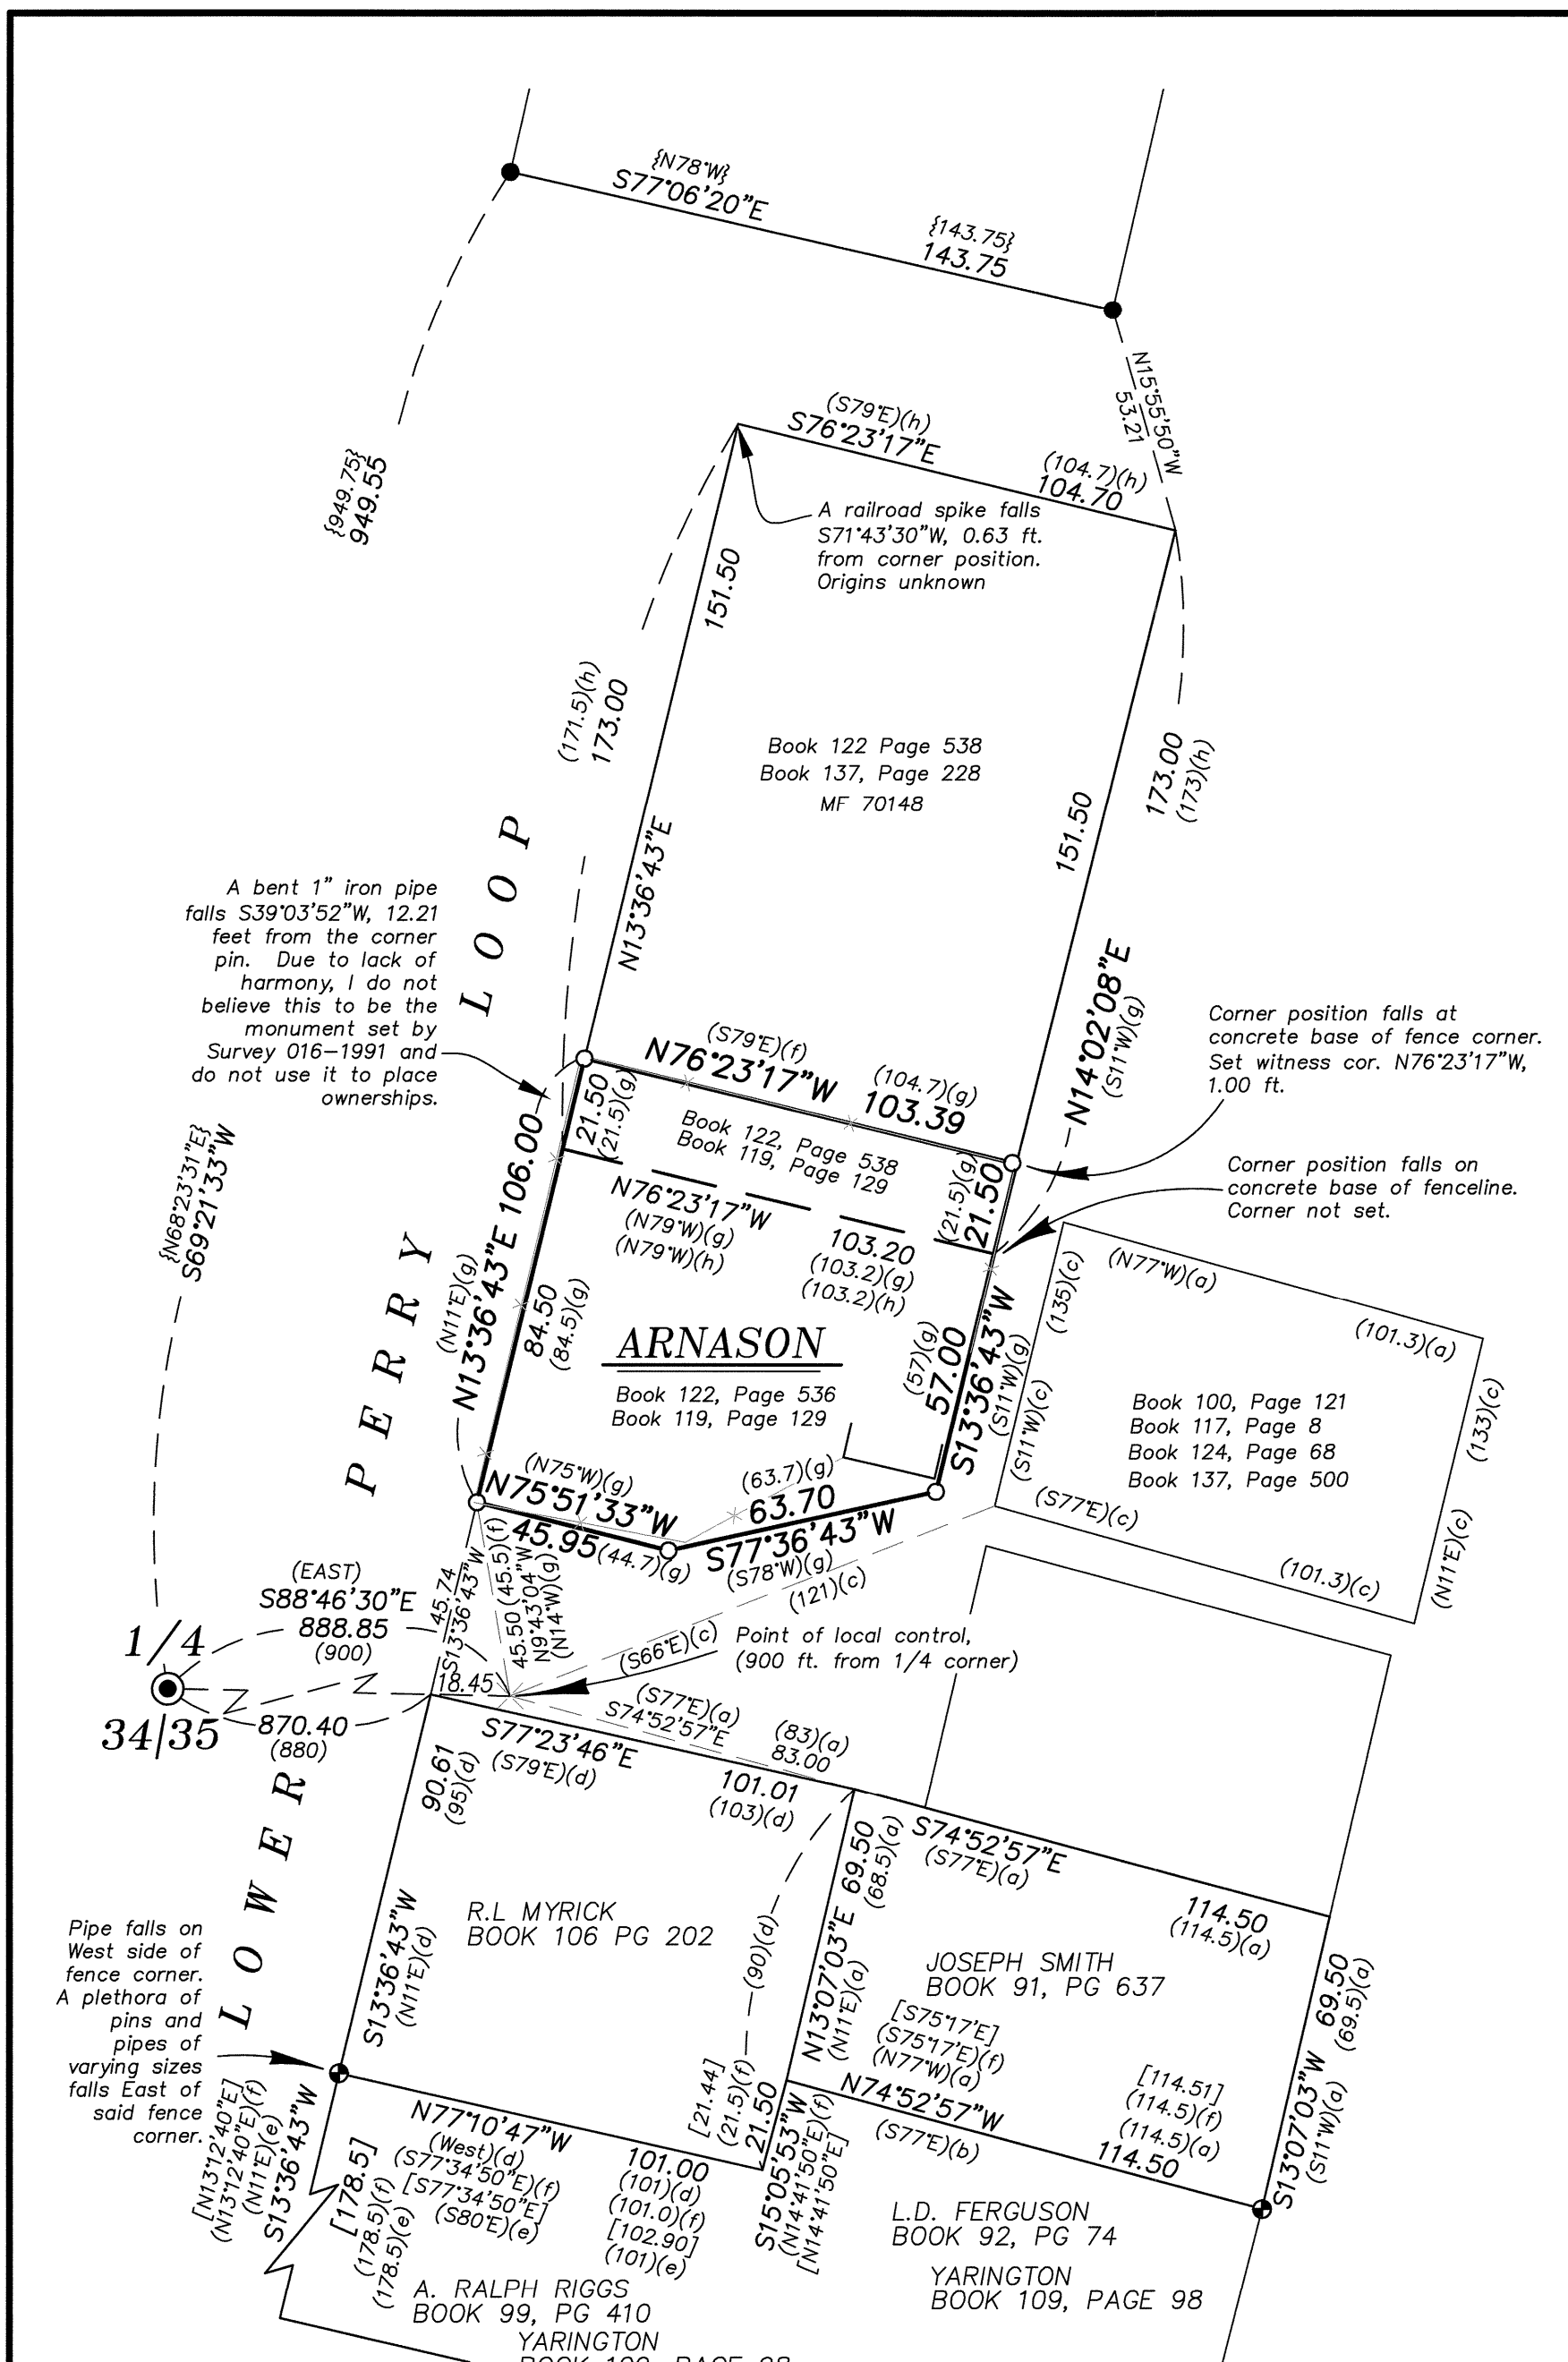 {N78°W}
S77°06'20"E
{143.75}
143.75
N15°55'50"W
53.21
(S79°E)(h)
S76°23'17"E
(104.7)(h)
104.70
{949.75}
949.55
A railroad spike falls
S71°43'30"W, 0.63 ft.
from corner position.
Origins unknown
151.50
(171.5)(h)
173.00
Book 122 Page 538
Book 137, Page 228
MF 70148
173.00
(173)(h)
151.50
N13°36'43"E
LOOP
A bent 1" iron pipe
falls S39°03'52"W, 12.21
feet from the corner
pin. Due to lack of
harmony, I do not
believe this to be the
monument set by
Survey 016-1991 and
do not use it to place
ownerships.
N14°02'08"E
(S11°W)(g)
Corner position falls at
concrete base of fence corner.
Set witness cor. N76°23'17"W,
1.00 ft.
(S79°E)(f)
N76°23'17"W
(104.7)(g)
103.39
21.50
(21.5)(g)
Book 122, Page 538
Book 119, Page 129
(21.5)(g)
21.50
Corner position falls on
concrete base of fenceline.
Corner not set.
N76°23'17"W
(N79°W)(g)
(N79°W)(h)
103.20
(103.2)(g)
(103.2)(h)
{N68°23'31"E}
S69°21'33"W
PERRY
(N11°E)(g)
N13°36'43"E 106.00
84.50
(84.5)(g)
ARNASON
Book 122, Page 536
Book 119, Page 129
(57)(g)
57.00
S13°36'43"W
(S11°W)(g)
(S11°W)(c)
(135)(c)
(N77°W)(a)
(101.3)(a)
Book 100, Page 121
Book 117, Page 8
Book 124, Page 68
Book 137, Page 500
(133)(c)
(N11°E)(c)
(S77°E)(c)
(101.3)(c)
(N75°W)(g)
N75°51'33"W
45.95(44.7)(g)
(63.7)(g)
63.70
S77°36'43"W
(S78°W)(g)
(121)(c)
(S66°E)(c)
Point of local control,
(900 ft. from 1/4 corner)
45.74
S13°36'43"W
45.50(45.5)(f)
N9°43'04"W
(N14°W)(g)
(EAST)
S88°46'30"E
888.85
(900)
1/4
34|35
870.40
(880)
18.45
(S77°E)(a)
S74°52'57"E
(83)(a)
83.00
S77°23'46"E
(S79°E)(d)
101.01
(103)(d)
90.61
(95)(d)
LOWER
S13°36'43"W
(N11°E)(d)
R.L MYRICK
BOOK 106 PG 202
(90)(d)
69.50
(68.5)(a)
N13°07'03"E
(N11°E)(a)
S74°52'57"E
(S77°E)(a)
114.50
(114.5)(a)
JOSEPH SMITH
BOOK 91, PG 637
69.50
(69.5)(a)
S13°07'03"W
(S11°W)(a)
[S75°17'E]
(S75°17'E)(f)
(N77°W)(a)
N74°52'57"W
(S77°E)(b)
[114.51]
(114.5)(f)
(114.5)(a)
114.50
Pipe falls on
West side of
fence corner.
A plethora of
pins and
pipes of
varying sizes
falls East of
said fence
corner.
[N13°12'40"E]
(N13°12'40"E)(f)
(N11°E)(e)
S13°36'43"W
[178.5]
(178.5)(f)
(178.5)(e)
N77°10'47"W
(West)(d)
(S77°34'50"E)(f)
[S77°34'50"E]
(S80°E)(e)
101.00
(101)(d)
(101.0)(f)
[102.90]
(101)(e)
[21.44]
(21.5)(f)
21.50
S15°05'53"W
(N14°41'50"E)(f)
[N14°41'50"E]
L.D. FERGUSON
BOOK 92, PG 74
YARINGTON
BOOK 109, PAGE 98
A. RALPH RIGGS
BOOK 99, PG 410
YARINGTON